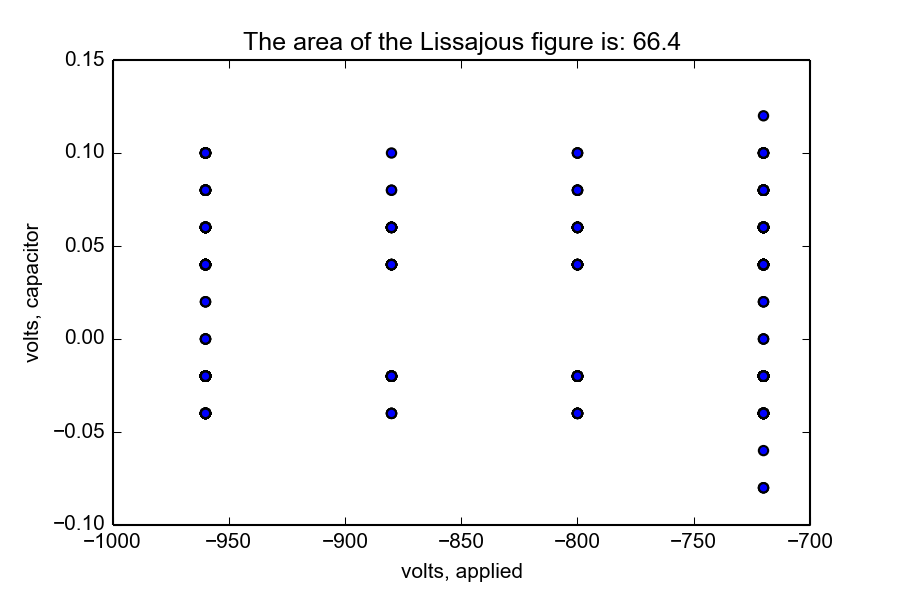 The area of the Lissajous figure is: 66.4
0.15
0.10
0.05
0.00
−0.05
−0.10
−1000 −950 −900 −850 −800 −750 −700
volts, applied
volts, capacitor